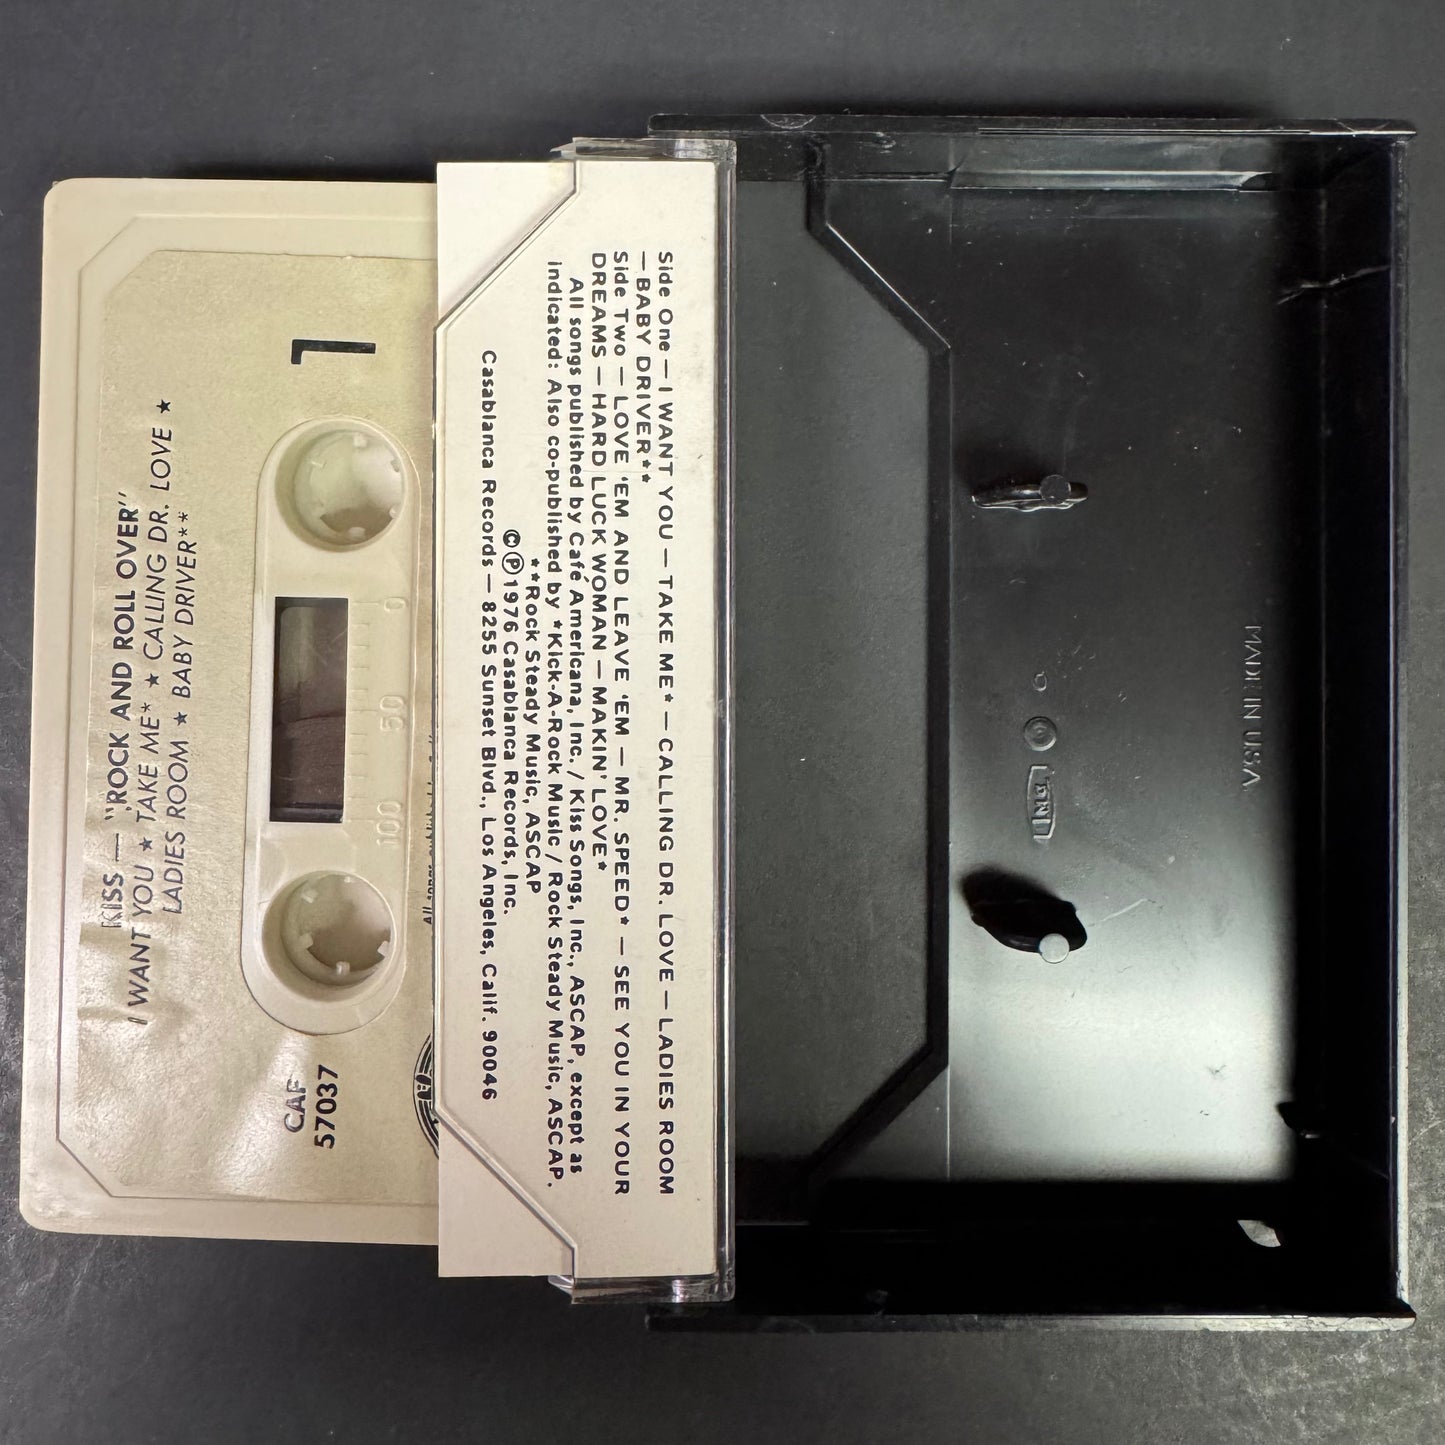 KISS — "ROCK AND ROLL OVER"
I WANT YOU ★ TAKE ME* ★ CALLING DR. LOVE ★
LADIES ROOM ★ BABY DRIVER**
1
CAF
57037
0 50 100
Side One — I WANT YOU — TAKE ME* — CALLING DR. LOVE — LADIES ROOM
— BABY DRIVER**
Side Two — LOVE 'EM AND LEAVE 'EM — MR. SPEED* — SEE YOU IN YOUR
DREAMS — HARD LUCK WOMAN — MAKIN' LOVE*
All songs published by Café Americana, Inc. / Kiss Songs, Inc., ASCAP, except as
indicated: Also co-published by *Kick-A-Rock Music / Rock Steady Music, ASCAP.
**Rock Steady Music, ASCAP
©℗1976 Casablanca Records, Inc.
Casablanca Records — 8255 Sunset Blvd., Los Angeles, Calif. 90046
MADE IN USA